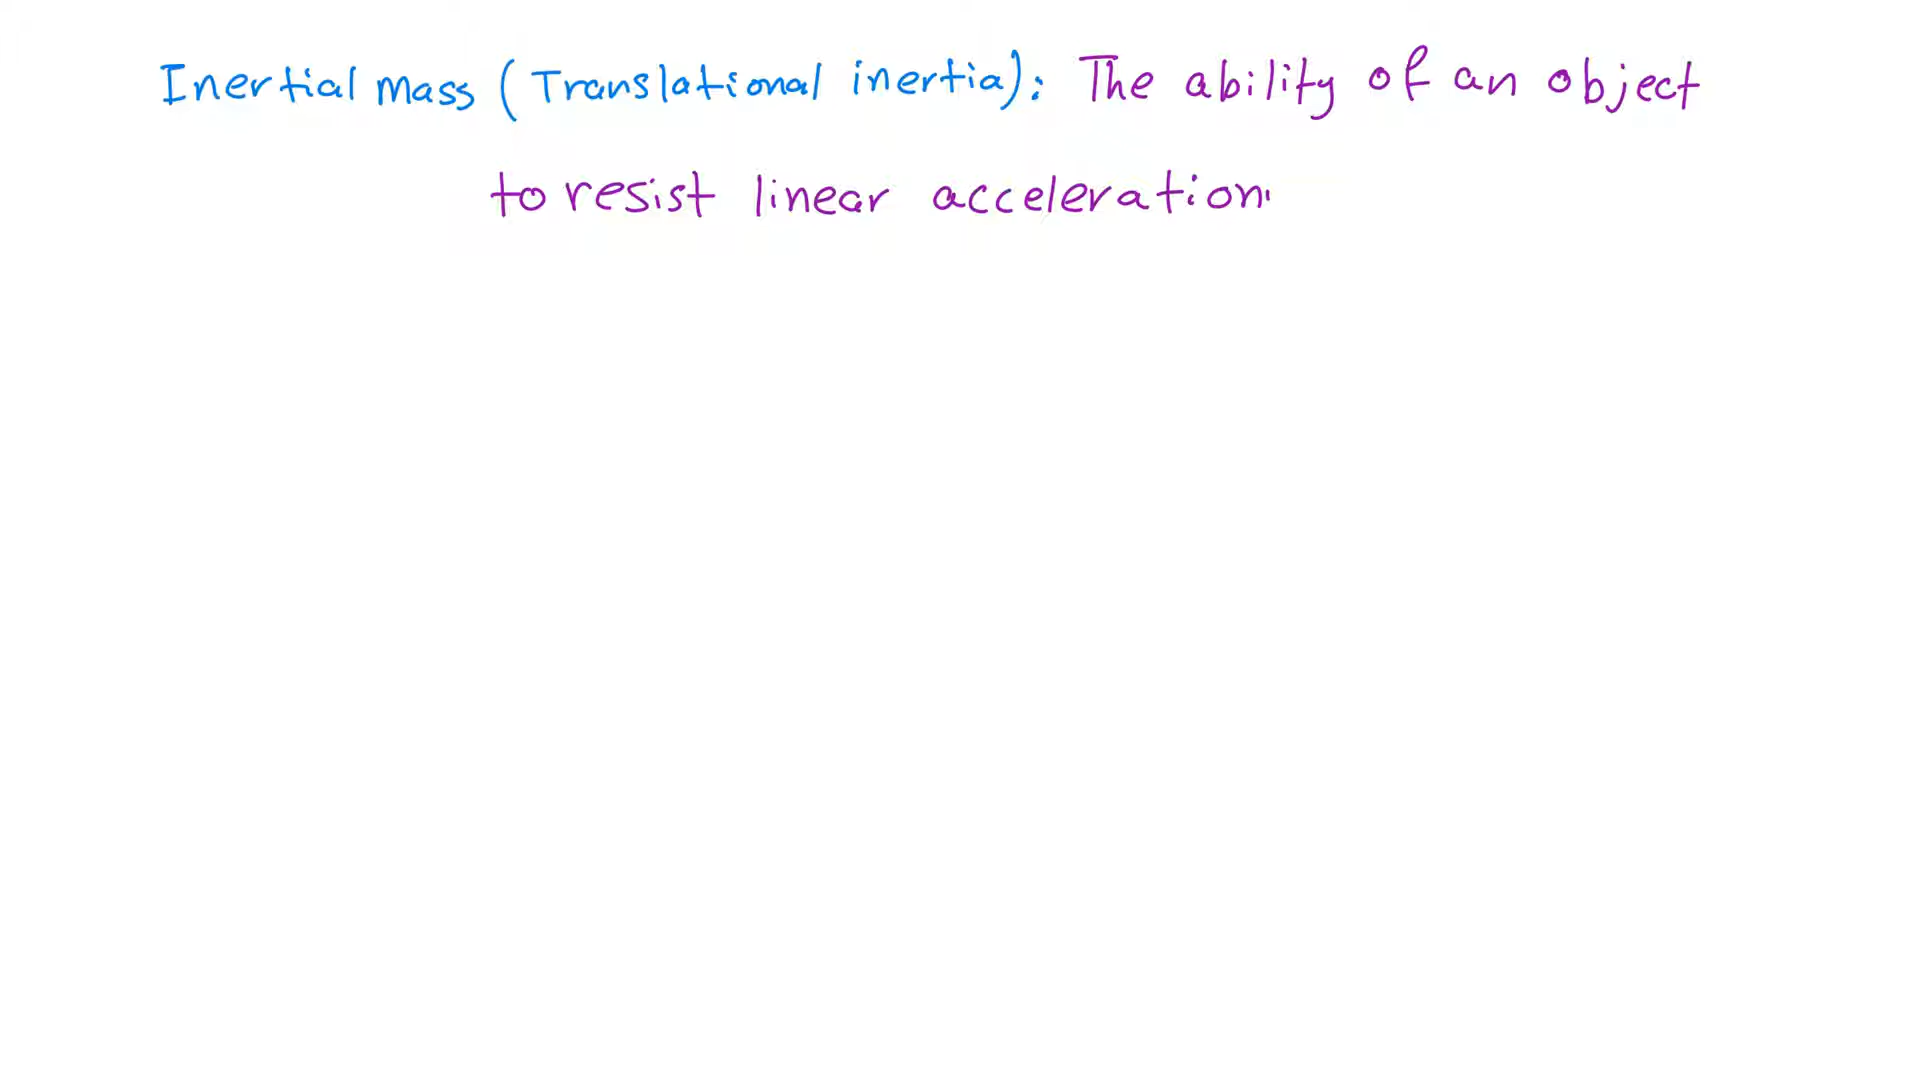 Inertial mass (Translational inertia): The ability of an object
to resist linear acceleration.